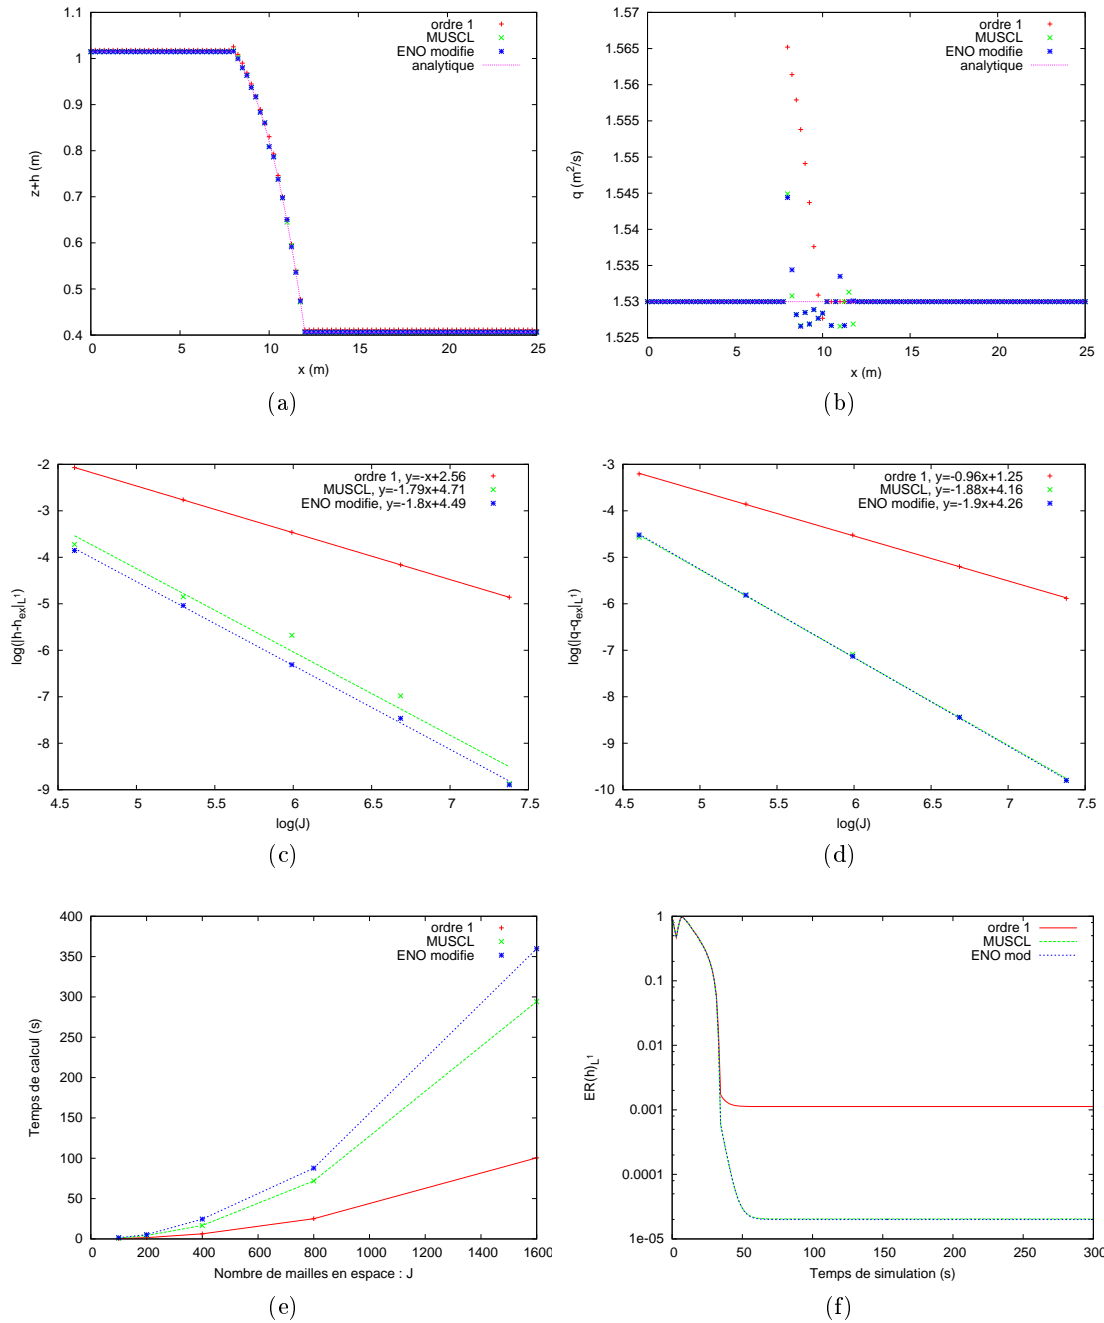 1.1
1
0.9
0.8
0.7
0.6
0.5
0.4
z+h (m)
0 5 10 15 20 25
x (m)
ordre 1
MUSCL
ENO modifie
analytique
(a)
1.57
1.565
1.56
1.555
1.55
1.545
1.54
1.535
1.53
1.525
q (m²/s)
0 5 10 15 20 25
x (m)
ordre 1
MUSCL
ENO modifie
analytique
(b)
-2
-3
-4
-5
-6
-7
-8
-9
log(|h-h_ex|_L¹)
4.5 5 5.5 6 6.5 7 7.5
log(J)
ordre 1, y=-x+2.56
MUSCL, y=-1.79x+4.71
ENO modifie, y=-1.8x+4.49
(c)
-3
-4
-5
-6
-7
-8
-9
-10
log(|q-q_ex|_L¹)
4.5 5 5.5 6 6.5 7 7.5
log(J)
ordre 1, y=-0.96x+1.25
MUSCL, y=-1.88x+4.16
ENO modifie, y=-1.9x+4.26
(d)
400
350
300
250
200
150
100
50
0
Temps de calcul (s)
0 200 400 600 800 1000 1200 1400 1600
Nombre de mailles en espace : J
ordre 1
MUSCL
ENO modifie
(e)
1
0.1
0.01
0.001
0.0001
1e-05
ER(h)_L¹
0 50 100 150 200 250 300
Temps de simulation (s)
ordre 1
MUSCL
ENO mod
(f)